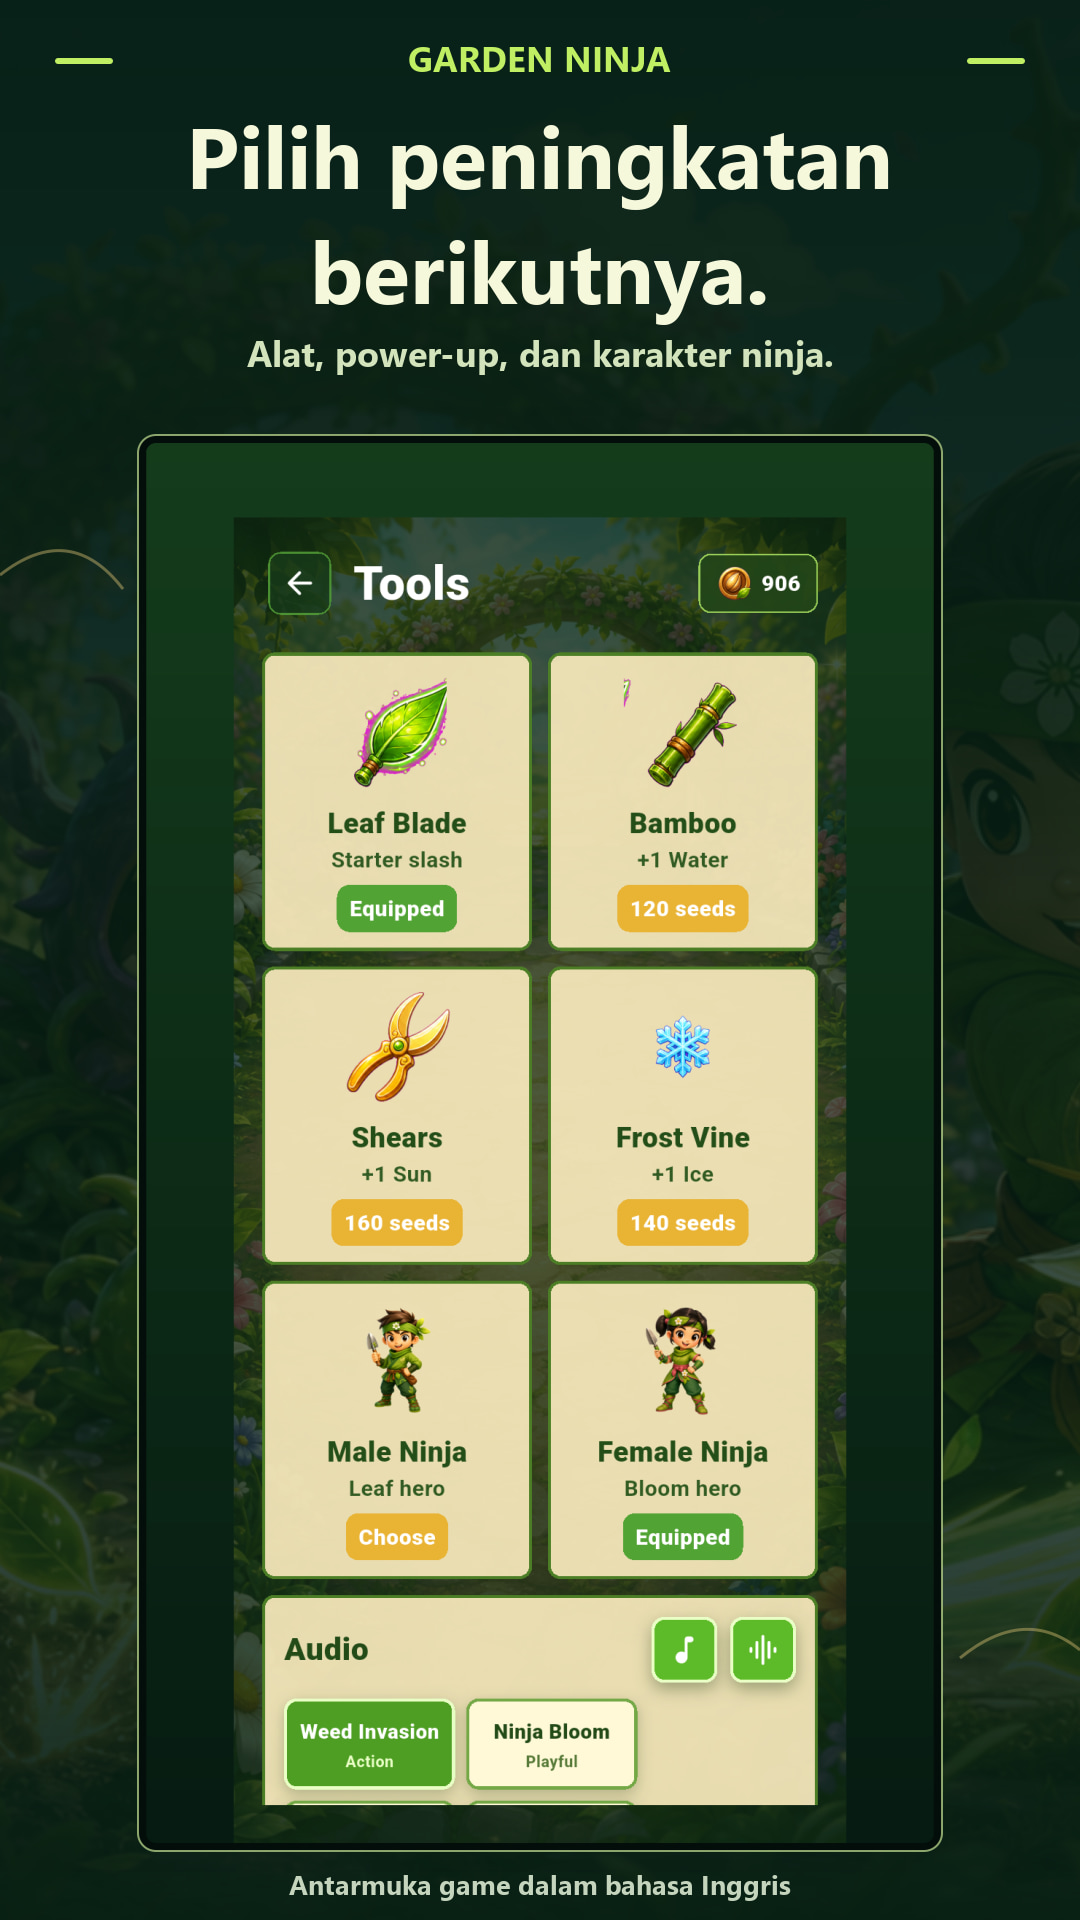 GARDEN NINJA
Pilih peningkatan
berikutnya.
Alat, power-up, dan karakter ninja.
Tools
906
Leaf Blade
Starter slash
Equipped
Bamboo
+1 Water
120 seeds
Shears
+1 Sun
160 seeds
Frost Vine
+1 Ice
140 seeds
Male Ninja
Leaf hero
Choose
Female Ninja
Bloom hero
Equipped
Audio
Weed Invasion
Action
Ninja Bloom
Playful
Antarmuka game dalam bahasa Inggris